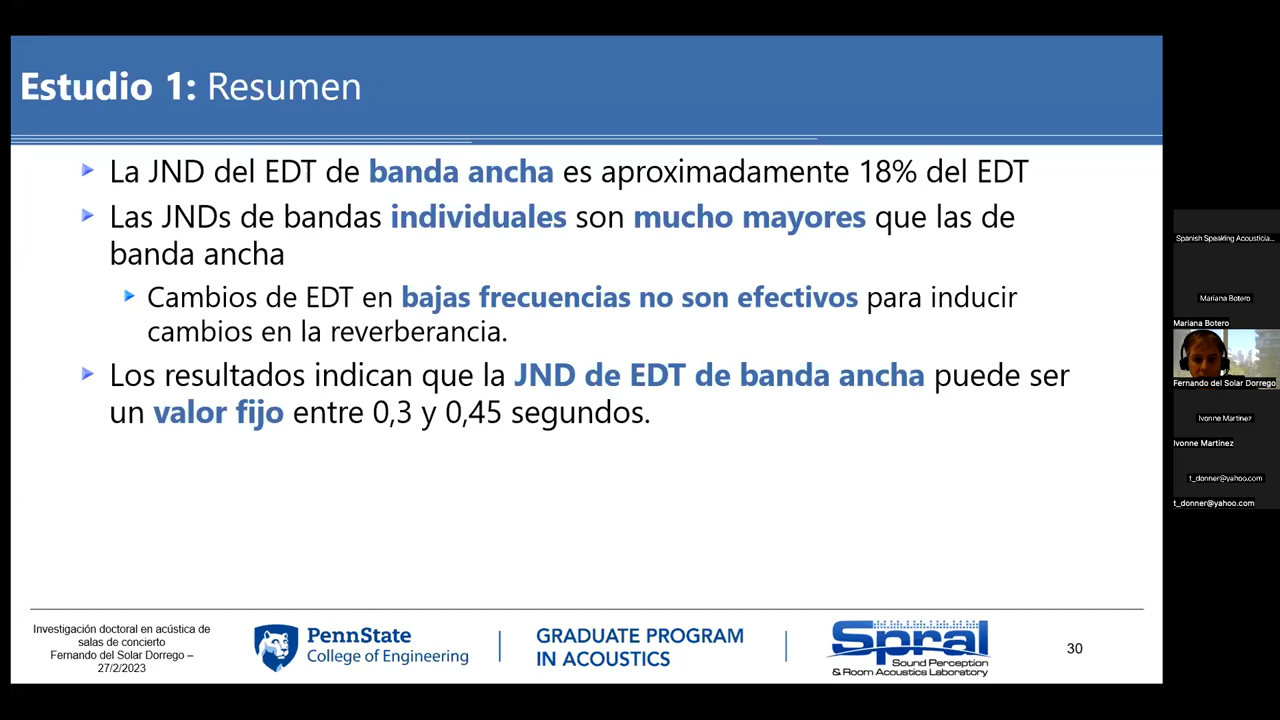 Estudio 1: Resumen
La JND del EDT de banda ancha es aproximadamente 18% del EDT
Las JNDs de bandas individuales son mucho mayores que las de
banda ancha
Cambios de EDT en bajas frecuencias no son efectivos para inducir
cambios en la reverberancia.
Los resultados indican que la JND de EDT de banda ancha puede ser
un valor fijo entre 0,3 y 0,45 segundos.
Investigación doctoral en acústica de
salas de concierto
Fernando del Solar Dorrego –
27/2/2023
PennState
College of Engineering
GRADUATE PROGRAM
IN ACOUSTICS
Spral
Sound Perception
& Room Acoustics Laboratory
30
Spanish Speaking Acousticia...
Mariana Botero
Mariana Botero
Fernando del Solar Dorrego
Ivonne Martinez
Ivonne Martinez
t_donner@yahoo.com
t_donner@yahoo.com